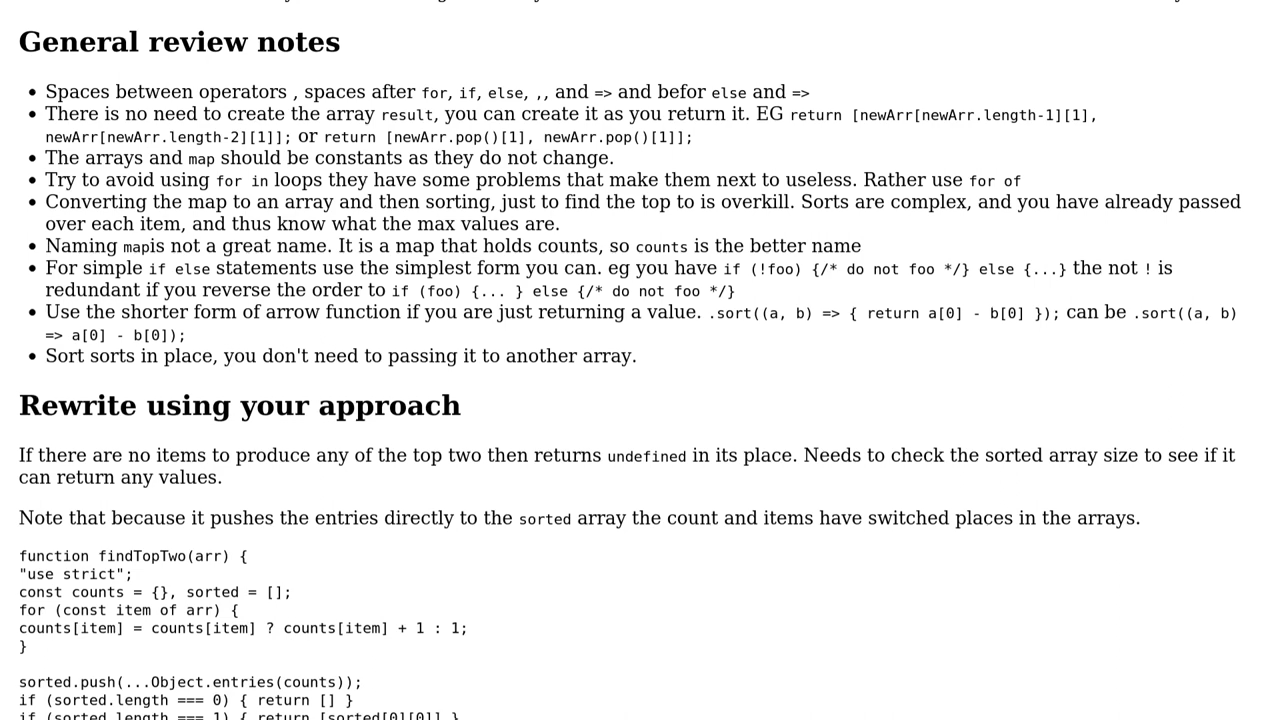 General review notes
• Spaces between operators , spaces after for, if, else, ,, and => and befor else and =>
• There is no need to create the array result, you can create it as you return it. EG return [newArr[newArr.length-1][1],
newArr[newArr.length-2][1]]; or return [newArr.pop()[1], newArr.pop()[1]];
• The arrays and map should be constants as they do not change.
• Try to avoid using for in loops they have some problems that make them next to useless. Rather use for of
• Converting the map to an array and then sorting, just to find the top to is overkill. Sorts are complex, and you have already passed
over each item, and thus know what the max values are.
• Naming mapis not a great name. It is a map that holds counts, so counts is the better name
• For simple if else statements use the simplest form you can. eg you have if (!foo) {/* do not foo */} else {...} the not ! is
redundant if you reverse the order to if (foo) {... } else {/* do not foo */}
• Use the shorter form of arrow function if you are just returning a value. .sort((a, b) => { return a[0] - b[0] }); can be .sort((a, b)
=> a[0] - b[0]);
• Sort sorts in place, you don't need to passing it to another array.
Rewrite using your approach
If there are no items to produce any of the top two then returns undefined in its place. Needs to check the sorted array size to see if it
can return any values.
Note that because it pushes the entries directly to the sorted array the count and items have switched places in the arrays.
function findTopTwo(arr) {
"use strict";
const counts = {}, sorted = [];
for (const item of arr) {
counts[item] = counts[item] ? counts[item] + 1 : 1;
}
sorted.push(...Object.entries(counts));
if (sorted.length === 0) { return [] }
if (sorted.length === 1) { return [sorted[0][0]] }